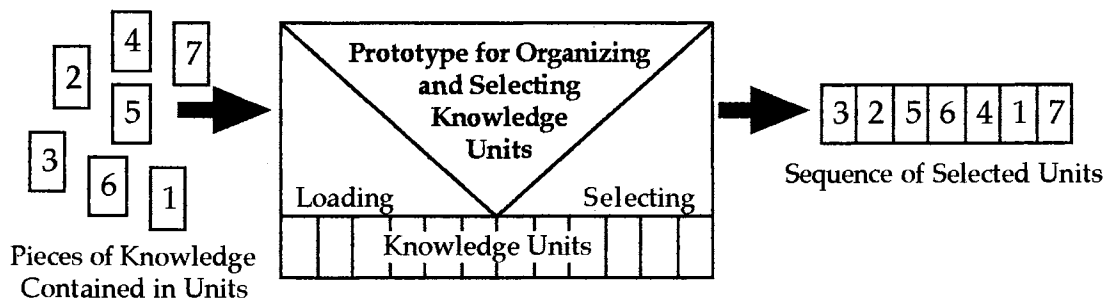 4
7
2
5
3
6
1
Pieces of Knowledge
Contained in Units
Prototype for Organizing
and Selecting
Knowledge
Units
Loading
Selecting
Knowledge Units
3 2 5 6 4 1 7
Sequence of Selected Units